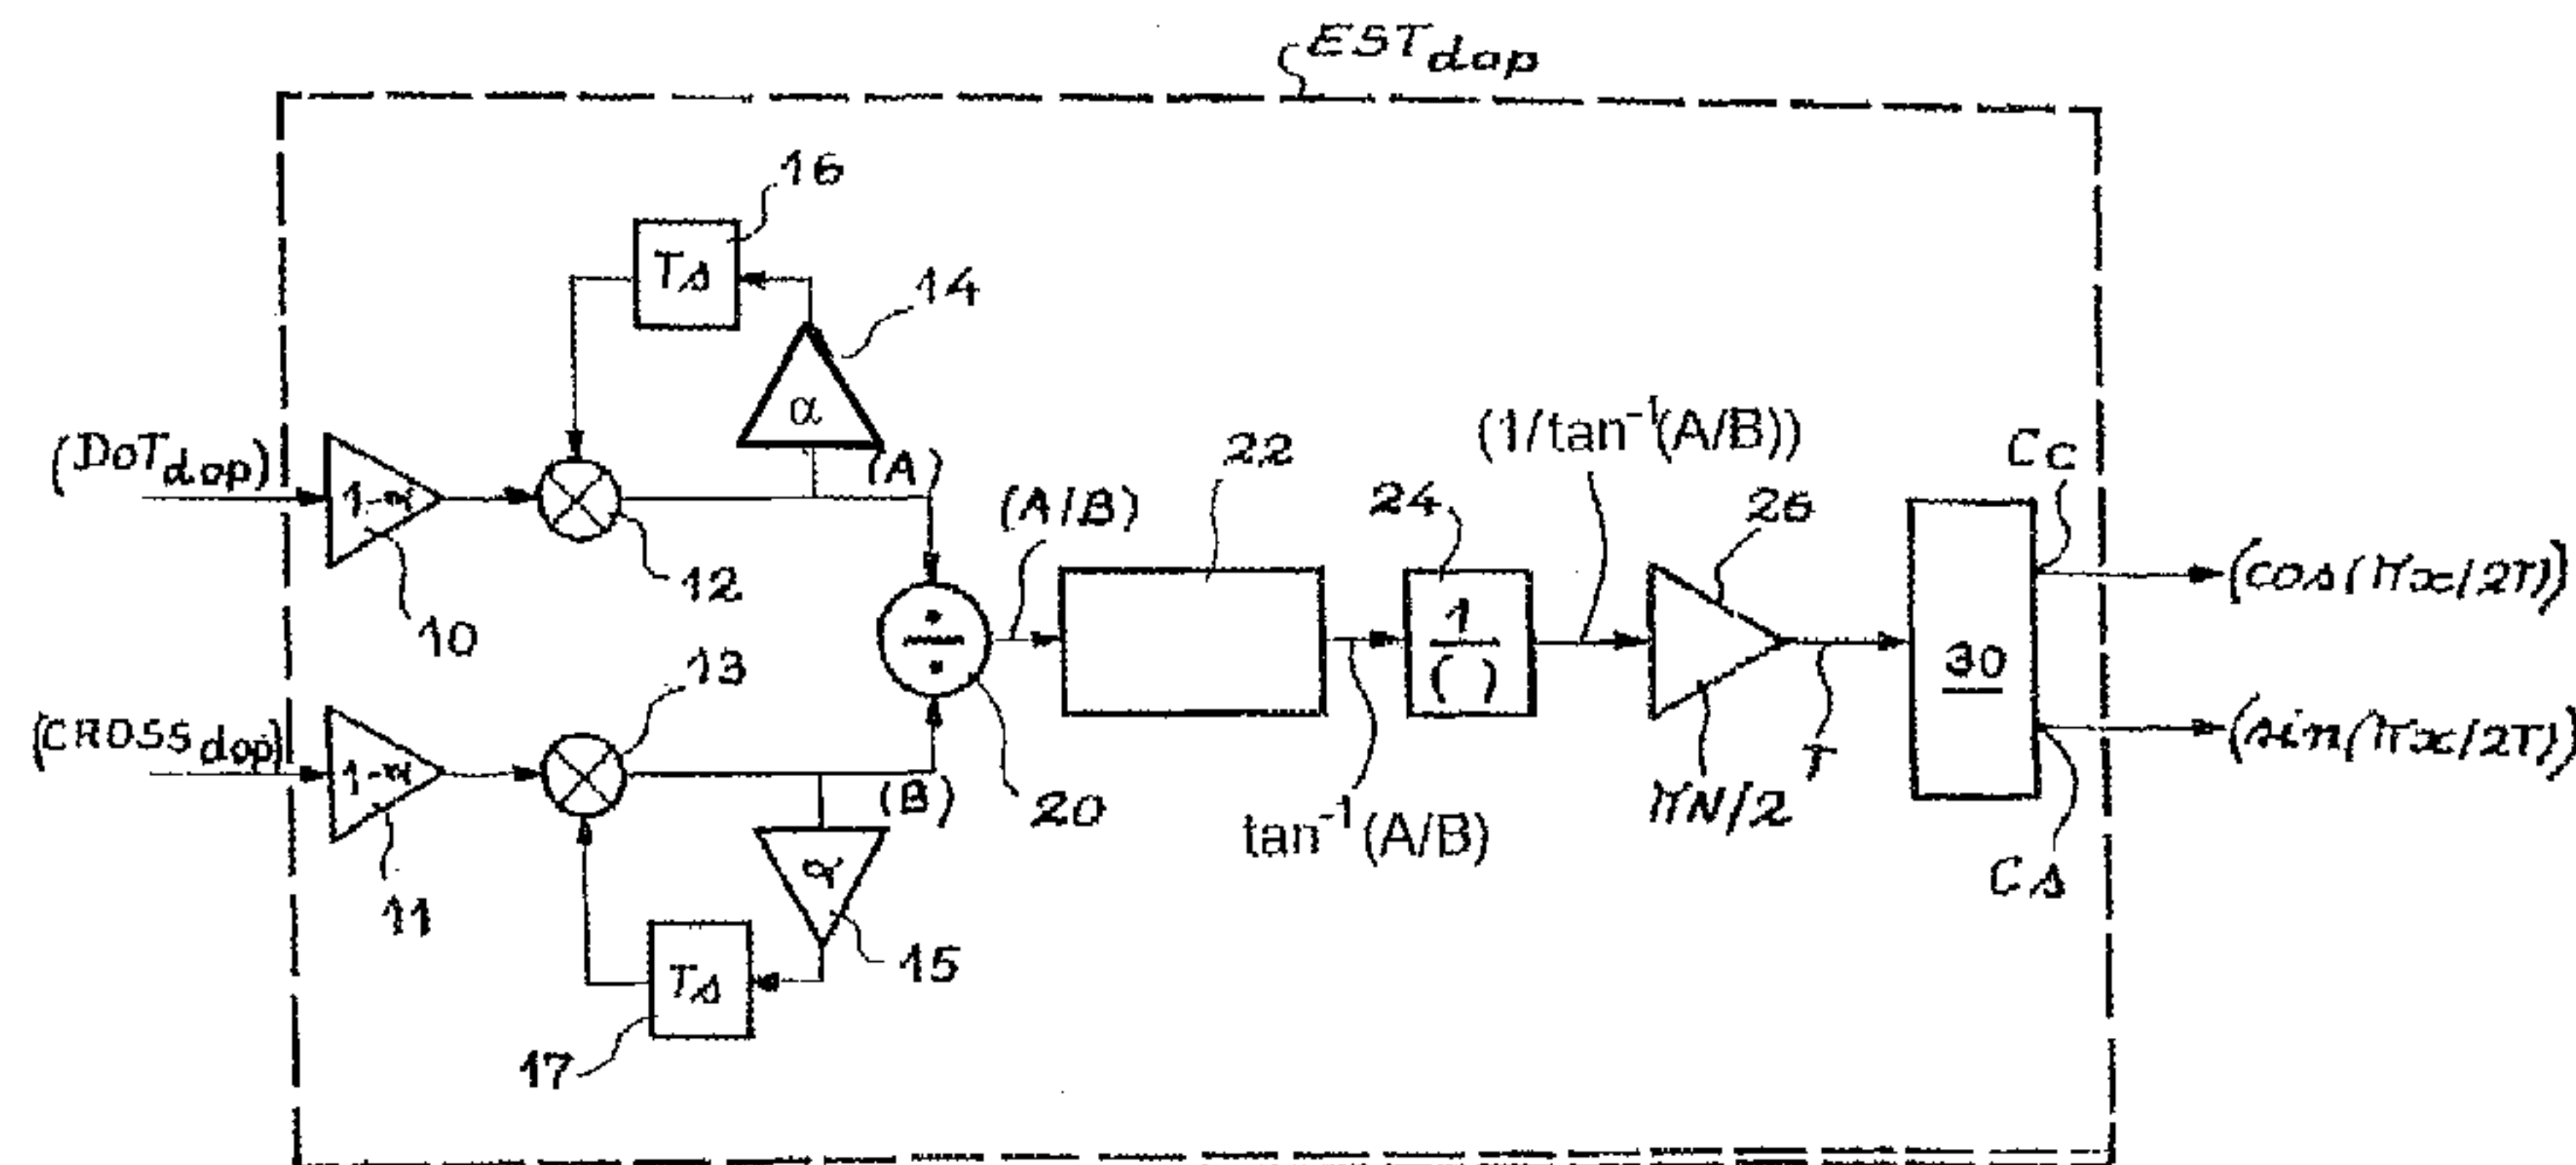 ESTdop
16
Ts
14
α
(DOTdop)
1-α
10
12
(A)
(A/B)
22
24
(1/tan⁻¹(A/B))
26
Cc
(cos(πx/2T))
1
( )
30
(CROSSdop)
1-α
11
13
(B)
20
tan⁻¹(A/B)
πN/2
T
Cs
(sin(πx/2T))
α
15
Ts
17